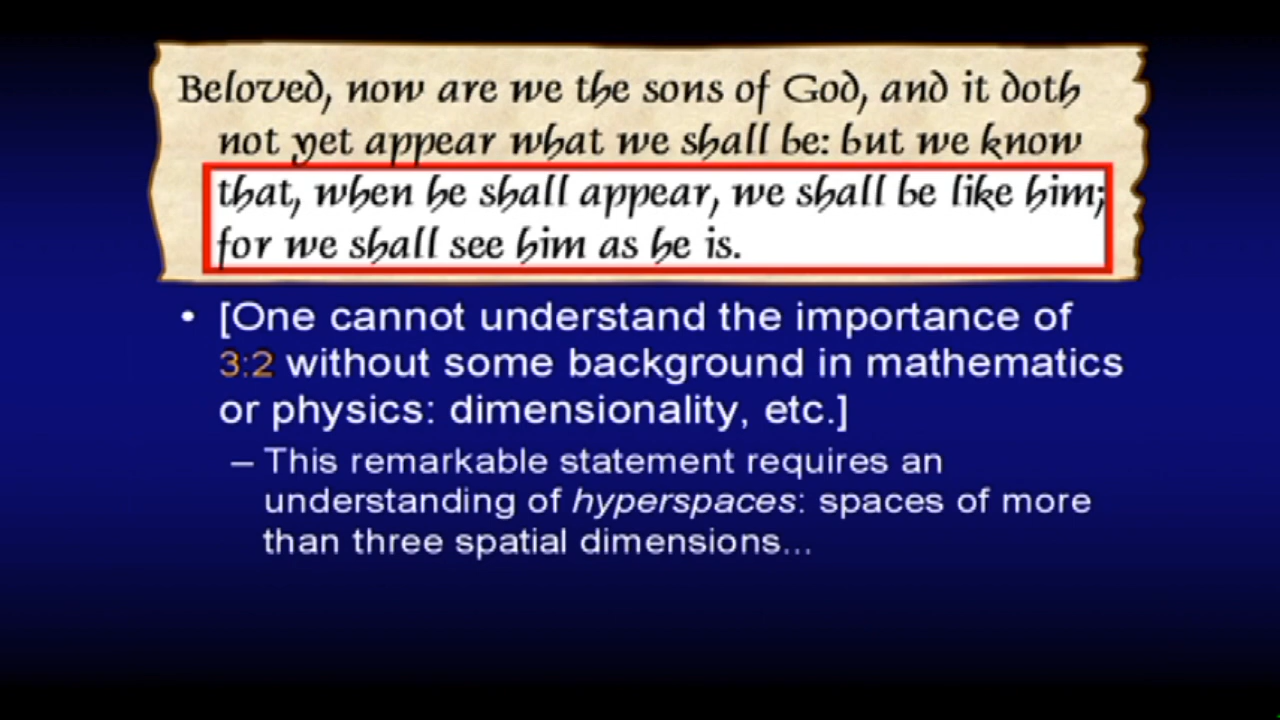 Beloved, now are we the sons of God, and it doth
not yet appear what we shall be: but we know
that, when he shall appear, we shall be like him;
for we shall see him as he is.
• [One cannot understand the importance of
3:2 without some background in mathematics
or physics: dimensionality, etc.]
– This remarkable statement requires an
understanding of hyperspaces: spaces of more
than three spatial dimensions...